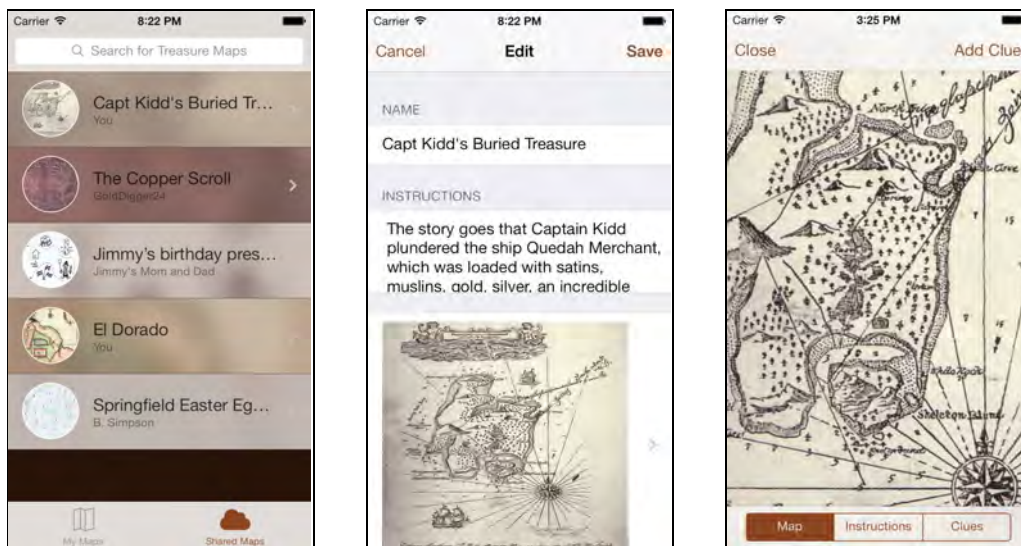 Carrier 8:22 PM
Search for Treasure Maps
Capt Kidd's Buried Tr...
You
The Copper Scroll
GoldDigger24
Jimmy's birthday pres...
Jimmy's Mom and Dad
El Dorado
You
Springfield Easter Eg...
B. Simpson
My Maps
Shared Maps
Carrier 8:22 PM
Cancel Edit Save
NAME
Capt Kidd's Buried Treasure
INSTRUCTIONS
The story goes that Captain Kidd
plundered the ship Quedah Merchant,
which was loaded with satins,
muslins, gold, silver, an incredible
Carrier 3:25 PM
Close Add Clue
Skeleton Island
Map Instructions Clues